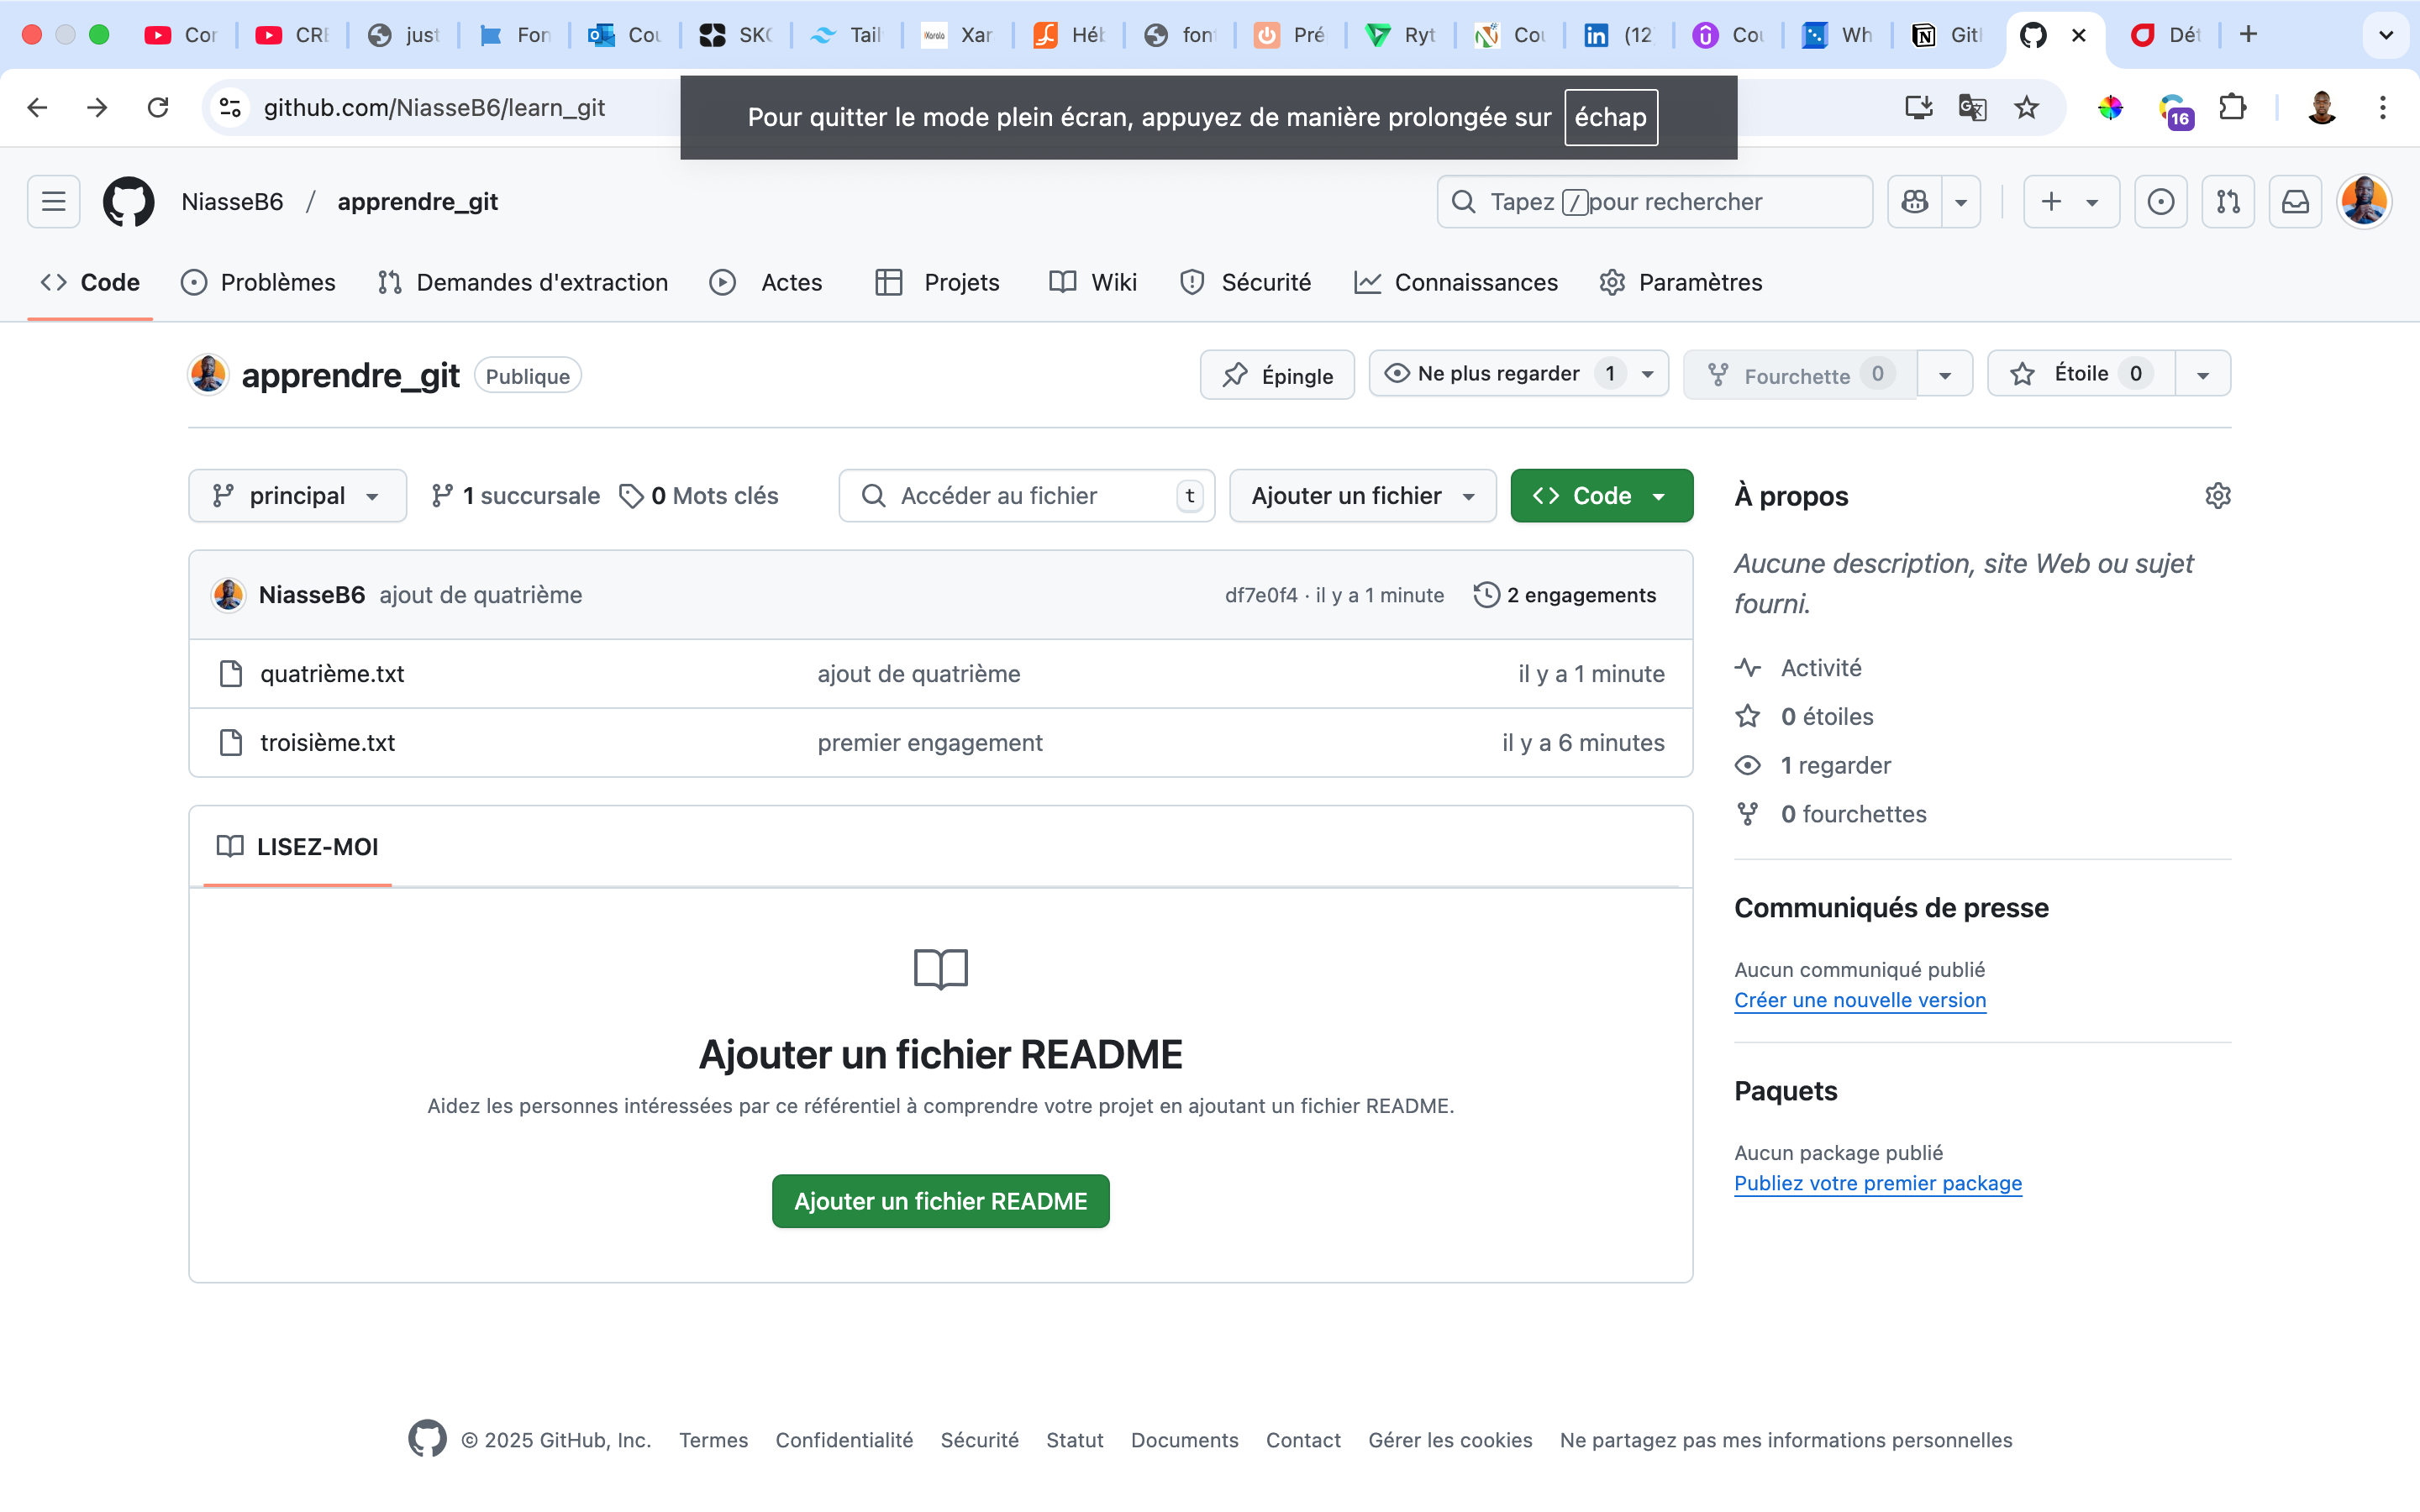 Cor CRE just Fon Cou SKO Tail Xar Héb fon Pré Ryt Cou (12 Cou Wh Git Dét
github.com/NiasseB6/learn_git
Pour quitter le mode plein écran, appuyez de manière prolongée sur échap
16
NiasseB6 / apprendre_git
Tapez / pour rechercher
Code Problèmes Demandes d'extraction Actes Projets Wiki Sécurité Connaissances Paramètres
apprendre_git Publique
Épingle Ne plus regarder 1 Fourchette 0 Étoile 0
principal 1 succursale 0 Mots clés Accéder au fichier t Ajouter un fichier Code
NiasseB6 ajout de quatrième df7e0f4 · il y a 1 minute 2 engagements
quatrième.txt ajout de quatrième il y a 1 minute
troisième.txt premier engagement il y a 6 minutes
LISEZ-MOI
Ajouter un fichier README
Aidez les personnes intéressées par ce référentiel à comprendre votre projet en ajoutant un fichier README.
Ajouter un fichier README
À propos
Aucune description, site Web ou sujet
fourni.
Activité
0 étoiles
1 regarder
0 fourchettes
Communiqués de presse
Aucun communiqué publié
Créer une nouvelle version
Paquets
Aucun package publié
Publiez votre premier package
© 2025 GitHub, Inc. Termes Confidentialité Sécurité Statut Documents Contact Gérer les cookies Ne partagez pas mes informations personnelles